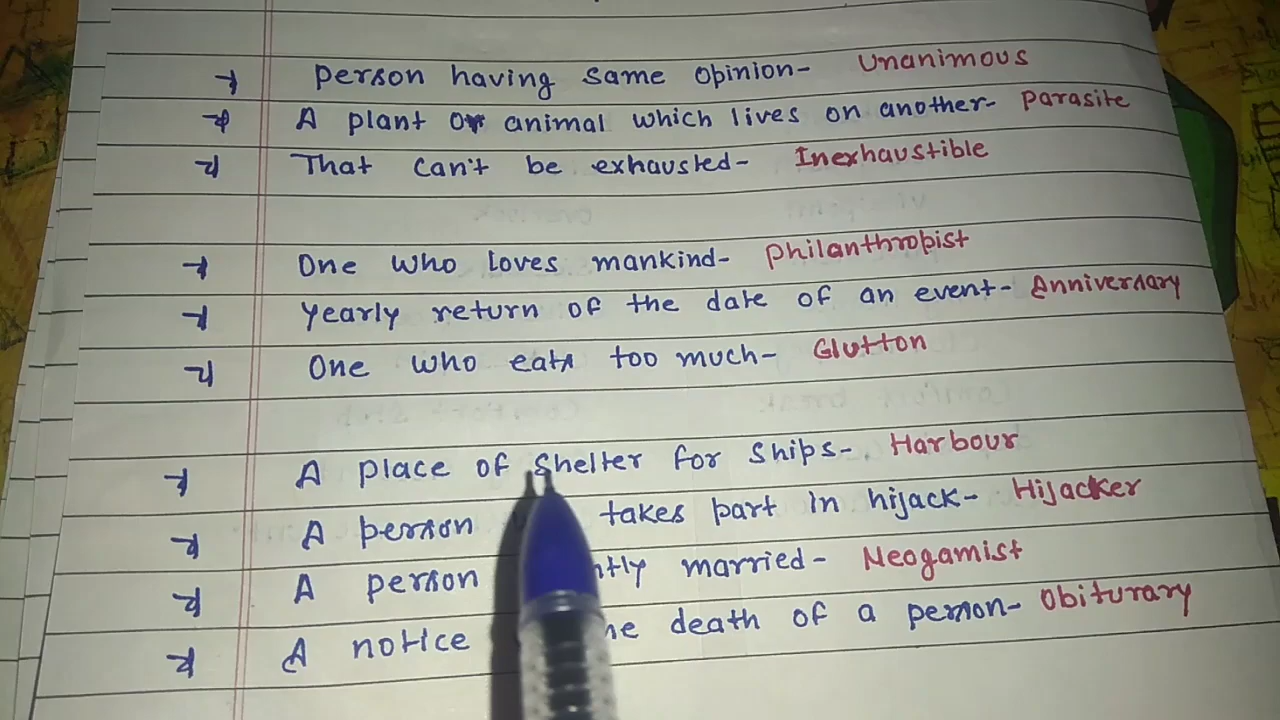 person having same opinion- Unanimous
A plant or animal which lives on another- parasite
That can't be exhausted- Inexhaustible
One who loves mankind- philanthropist
Yearly return of the date of an event- Anniversary
One who eats too much- Glutton
A place of shelter for ships- Harbour
A person takes part in hijack- Hijacker
A person married- Neogamist
A notice death of a person- Obiturary